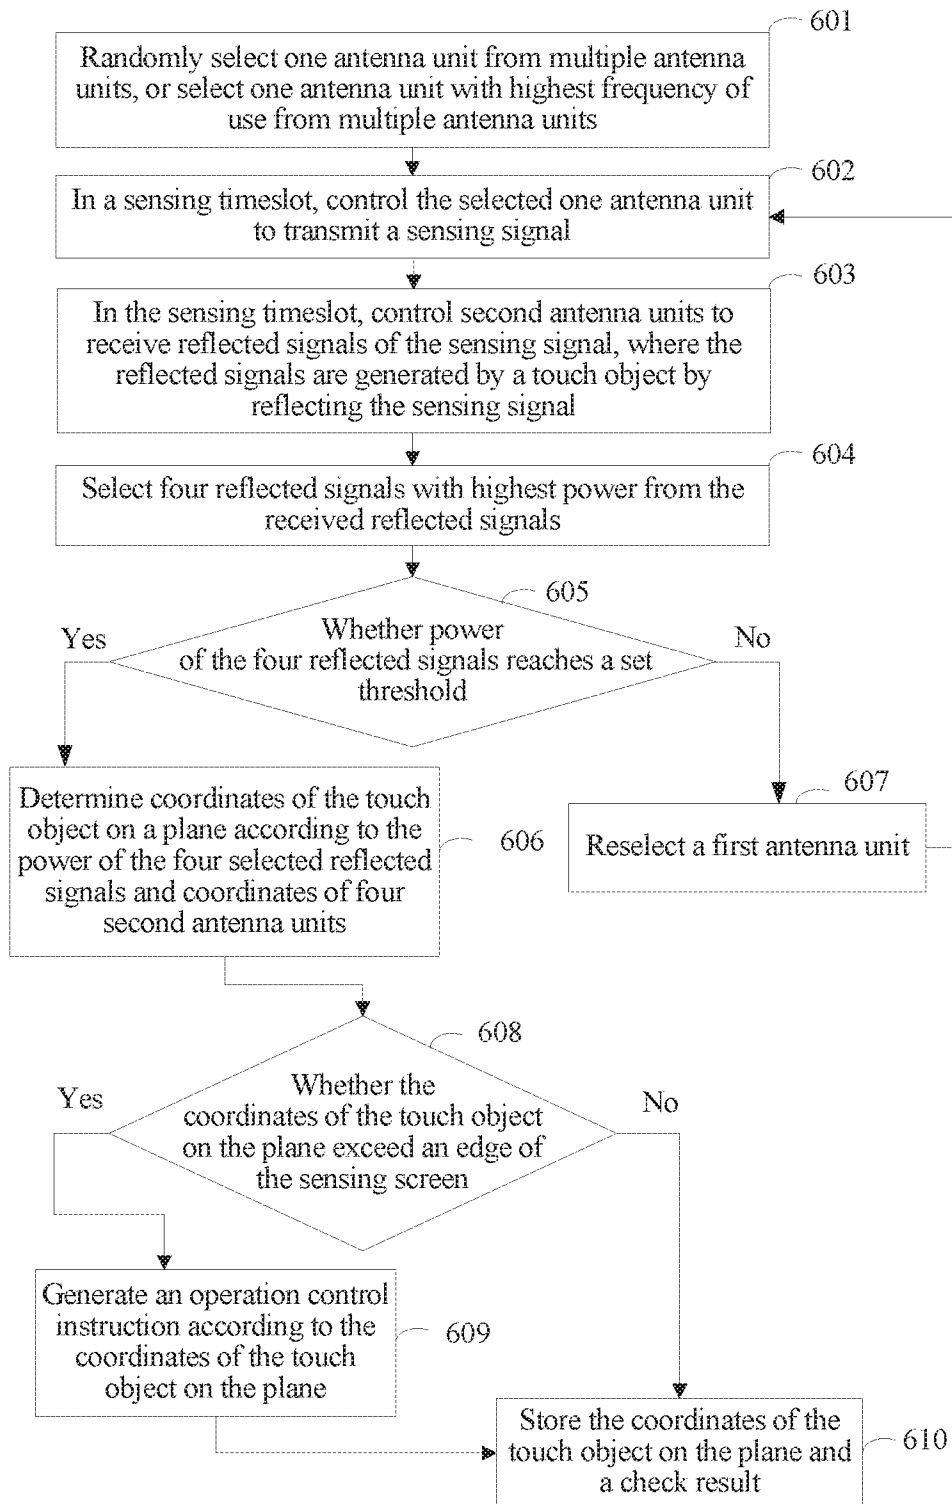 601
Randomly select one antenna unit from multiple antenna
units, or select one antenna unit with highest frequency of
use from multiple antenna units
602
In a sensing timeslot, control the selected one antenna unit
to transmit a sensing signal
603
In the sensing timeslot, control second antenna units to
receive reflected signals of the sensing signal, where the
reflected signals are generated by a touch object by
reflecting the sensing signal
604
Select four reflected signals with highest power from the
received reflected signals
605
Yes
Whether power
of the four reflected signals reaches a set
threshold
No
Determine coordinates of the touch
object on a plane according to the
power of the four selected reflected
signals and coordinates of four
second antenna units
606
607
Reselect a first antenna unit
608
Yes
Whether the
coordinates of the touch object
on the plane exceed an edge of
the sensing screen
No
Generate an operation control
instruction according to the
coordinates of the touch
object on the plane
609
Store the coordinates of the
touch object on the plane and
a check result
610